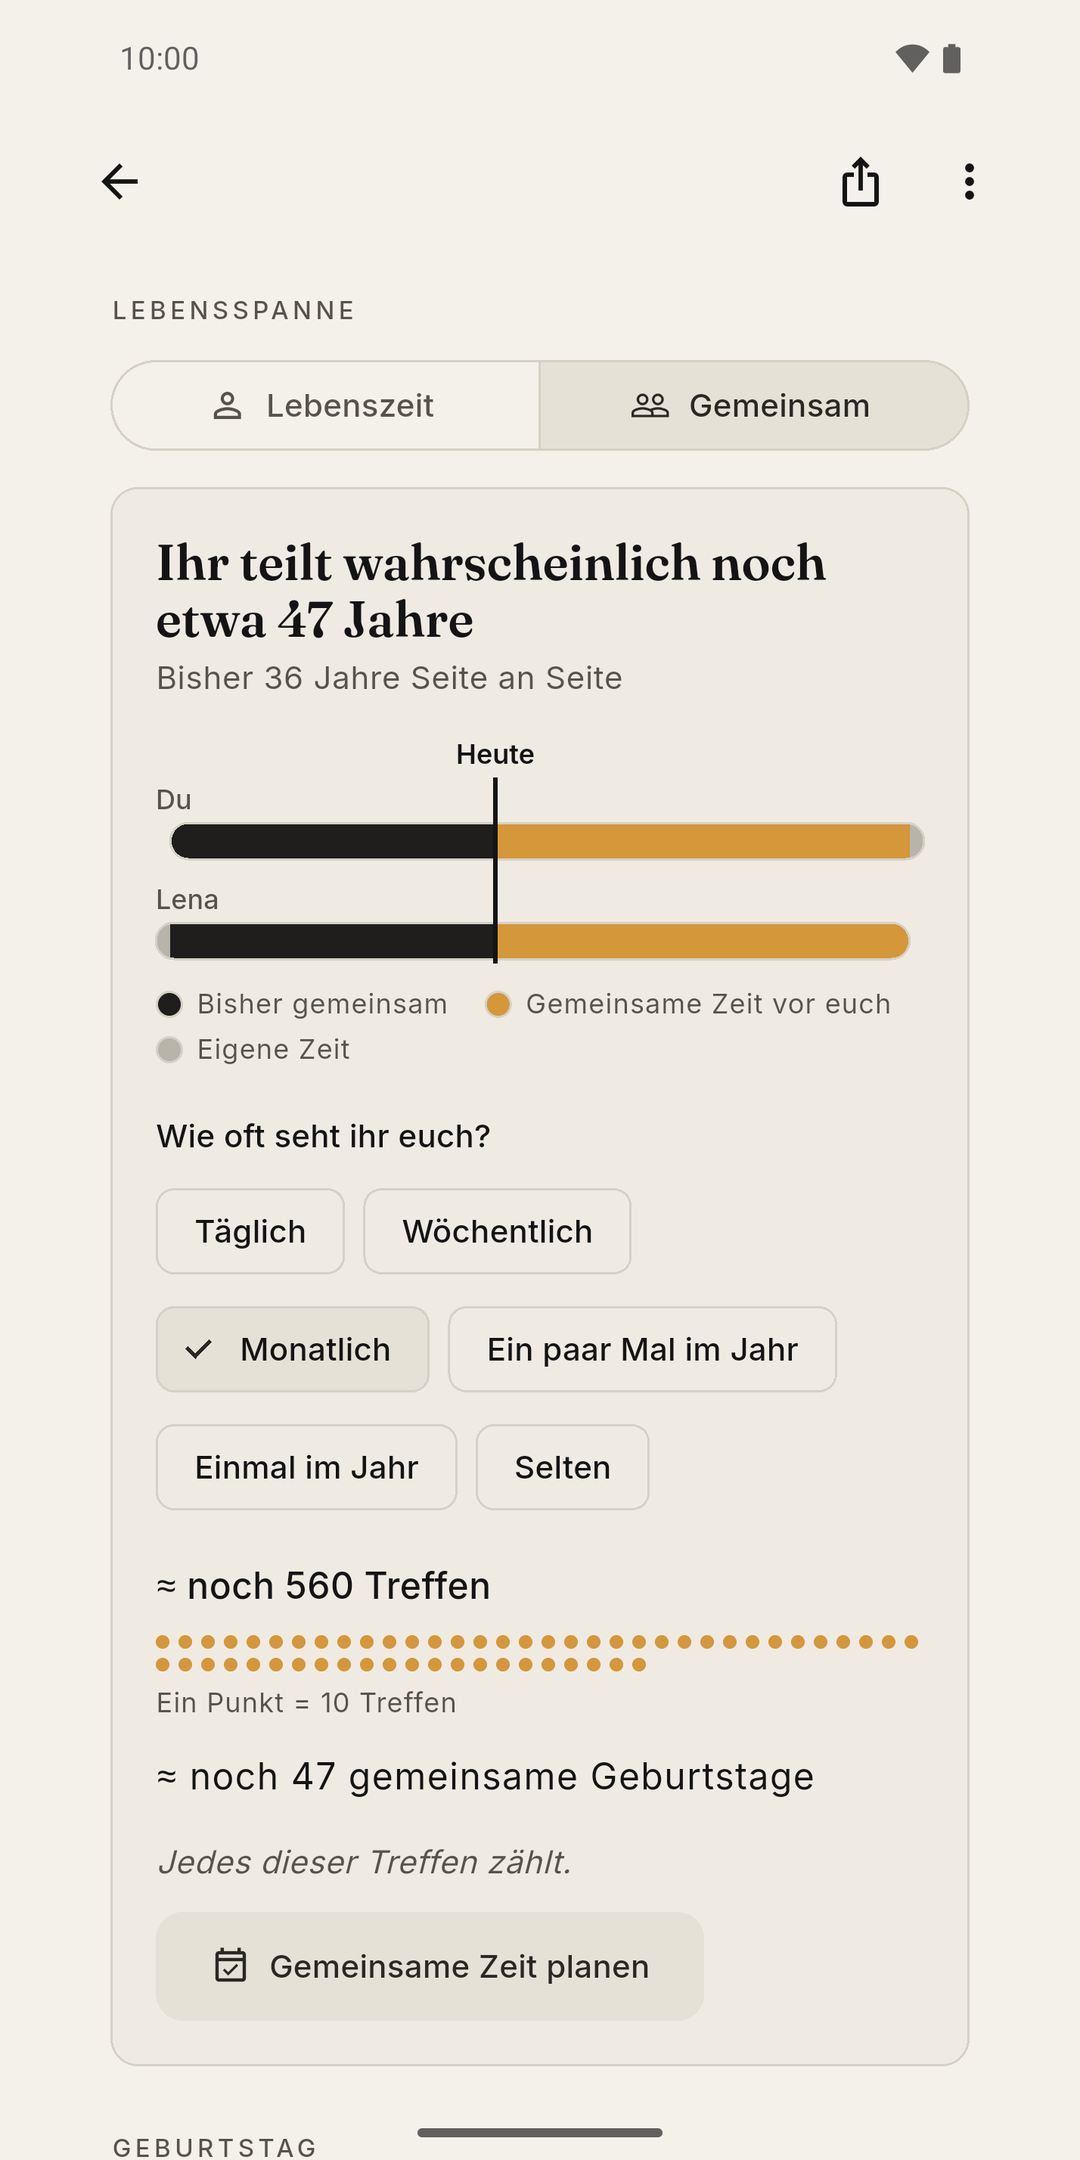 10:00
LEBENSSPANNE
Lebenszeit
Gemeinsam
Ihr teilt wahrscheinlich noch
etwa 47 Jahre
Bisher 36 Jahre Seite an Seite
Heute
Du
Lena
Bisher gemeinsam
Gemeinsame Zeit vor euch
Eigene Zeit
Wie oft seht ihr euch?
Täglich
Wöchentlich
Monatlich
Ein paar Mal im Jahr
Einmal im Jahr
Selten
≈ noch 560 Treffen
Ein Punkt = 10 Treffen
≈ noch 47 gemeinsame Geburtstage
Jedes dieser Treffen zählt.
Gemeinsame Zeit planen
GEBURTSTAG